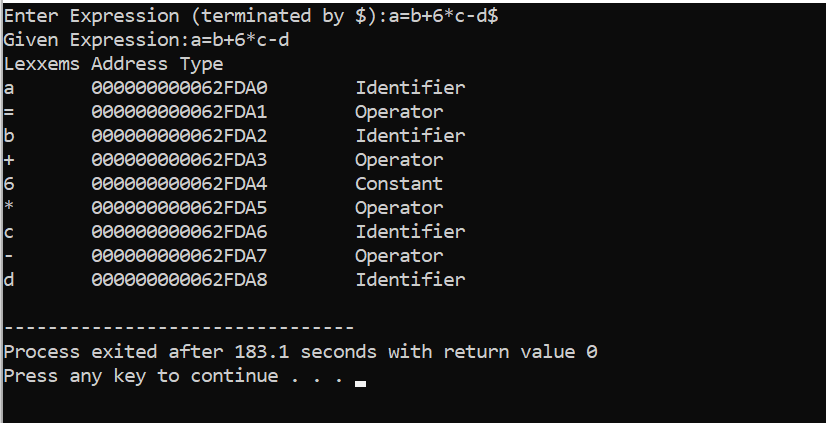 Enter Expression (terminated by $):a=b+6*c-d$
Given Expression:a=b+6*c-d
Lexxems Address Type
a       000000000062FDA0        Identifier
=       000000000062FDA1        Operator
b       000000000062FDA2        Identifier
+       000000000062FDA3        Operator
6       000000000062FDA4        Constant
*       000000000062FDA5        Operator
c       000000000062FDA6        Identifier
-       000000000062FDA7        Operator
d       000000000062FDA8        Identifier
--------------------------------
Process exited after 183.1 seconds with return value 0
Press any key to continue . . .